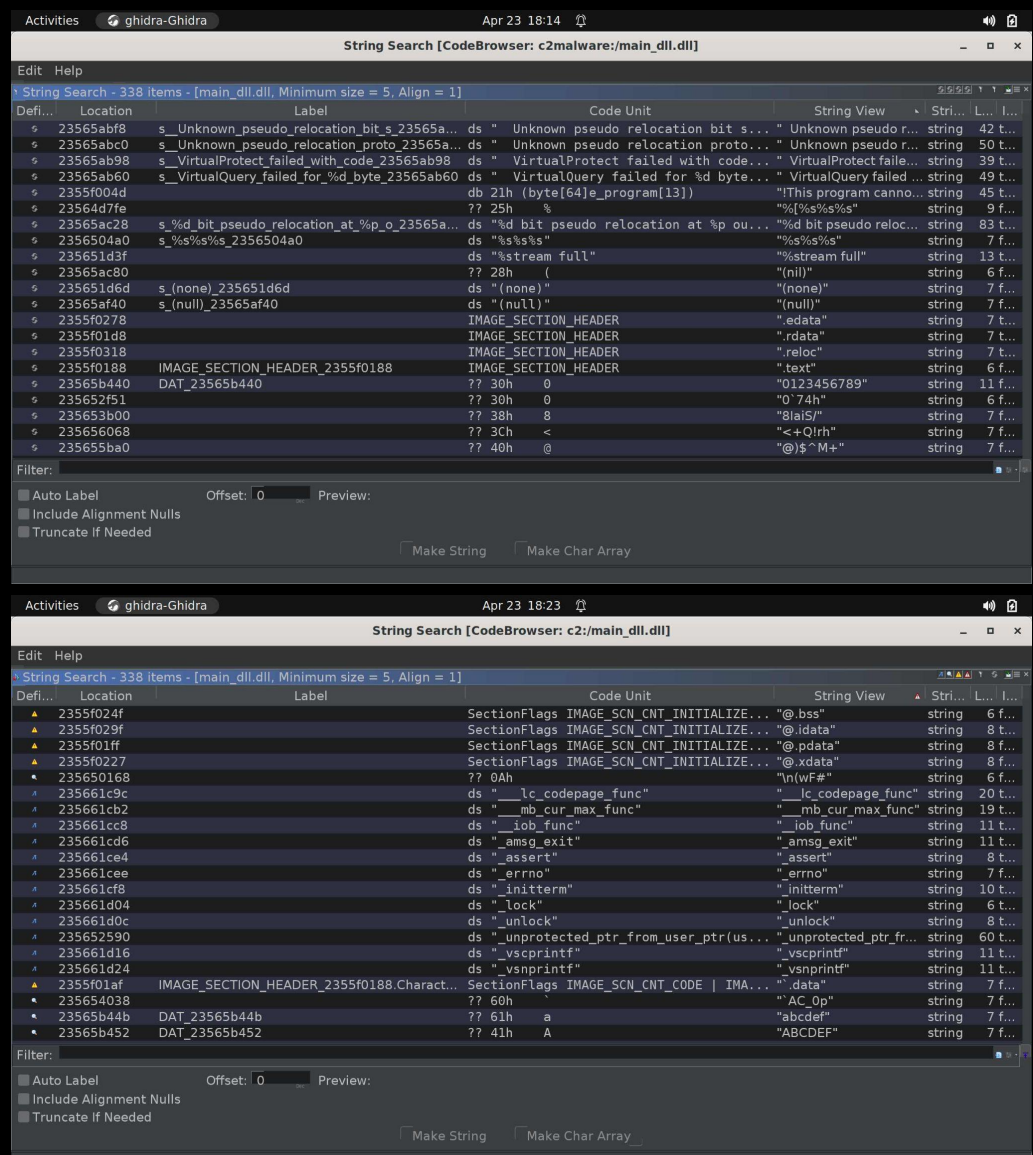 Activities ghidra-Ghidra Apr 23 18:14
String Search [CodeBrowser: c2malware:/main_dll.dll]
Edit Help
String Search - 338 items - [main_dll.dll, Minimum size = 5, Align = 1]
Defi... Location Label Code Unit String View Stri... L... I...
23565abf8 s__Unknown_pseudo_relocation_bit_s_23565a... ds " Unknown pseudo relocation bit s... " Unknown pseudo r... string 42 t...
23565abc0 s__Unknown_pseudo_relocation_proto_23565a... ds " Unknown pseudo relocation proto... " Unknown pseudo r... string 50 t...
23565ab98 s__VirtualProtect_failed_with_code_23565ab98 ds " VirtualProtect failed with code... " VirtualProtect faile... string 39 t...
23565ab60 s__VirtualQuery_failed_for_%d_byte_23565ab60 ds " VirtualQuery failed for %d byte... " VirtualQuery failed ... string 49 t...
2355f004d db 21h (byte[64]e_program[13]) "!This program canno... string 45 t...
23564d7fe ?? 25h % "%[%s%s%s" string 9 f...
23565ac28 s_%d_bit_pseudo_relocation_at_%p_o_23565a... ds "%d bit pseudo relocation at %p ou... "%d bit pseudo reloc... string 83 t...
2356504a0 s_%s%s%s_2356504a0 ds "%s%s%s" "%s%s%s" string 7 f...
235651d3f ds "%stream full" "%stream full" string 13 t...
23565ac80 ?? 28h ( "(nil)" string 6 f...
235651d6d s_(none)_235651d6d ds "(none)" "(none)" string 7 f...
23565af40 s_(null)_23565af40 ds "(null)" "(null)" string 7 f...
2355f0278 IMAGE_SECTION_HEADER ".edata" string 7 t...
2355f01d8 IMAGE_SECTION_HEADER ".rdata" string 7 t...
2355f0318 IMAGE_SECTION_HEADER ".reloc" string 7 t...
2355f0188 IMAGE_SECTION_HEADER_2355f0188 IMAGE_SECTION_HEADER ".text" string 6 f...
23565b440 DAT_23565b440 ?? 30h 0 "0123456789" string 11 f...
235652f51 ?? 30h 0 "0`74h" string 6 f...
235653b00 ?? 38h 8 "8laiS/" string 7 f...
235656068 ?? 3Ch < "<+Q!rh" string 7 f...
235655ba0 ?? 40h @ "@)$^M+" string 7 f...
Filter:
Auto Label Offset: 0 Preview:
Include Alignment Nulls
Truncate If Needed
Make String Make Char Array
Activities ghidra-Ghidra Apr 23 18:23
String Search [CodeBrowser: c2:/main_dll.dll]
Edit Help
String Search - 338 items - [main_dll.dll, Minimum size = 5, Align = 1]
Defi... Location Label Code Unit String View Stri... L... I...
2355f024f SectionFlags IMAGE_SCN_CNT_INITIALIZE... "@.bss" string 6 f...
2355f029f SectionFlags IMAGE_SCN_CNT_INITIALIZE... "@.idata" string 8 t...
2355f01ff SectionFlags IMAGE_SCN_CNT_INITIALIZE... "@.pdata" string 8 f...
2355f0227 SectionFlags IMAGE_SCN_CNT_INITIALIZE... "@.xdata" string 8 f...
235650168 ?? 0Ah "\n(wF#" string 6 f...
235661c9c ds "___lc_codepage_func" "___lc_codepage_func" string 20 t...
235661cb2 ds "___mb_cur_max_func" "___mb_cur_max_func" string 19 t...
235661cc8 ds "__iob_func" "__iob_func" string 11 t...
235661cd6 ds "_amsg_exit" "_amsg_exit" string 11 t...
235661ce4 ds "_assert" "_assert" string 8 t...
235661cee ds "_errno" "_errno" string 7 f...
235661cf8 ds "_initterm" "_initterm" string 10 t...
235661d04 ds "_lock" "_lock" string 6 t...
235661d0c ds "_unlock" "_unlock" string 8 t...
235652590 ds "_unprotected_ptr_from_user_ptr(us... "_unprotected_ptr_fr... string 60 t...
235661d16 ds "_vscprintf" "_vscprintf" string 11 t...
235661d24 ds "_vsnprintf" "_vsnprintf" string 11 t...
2355f01af IMAGE_SECTION_HEADER_2355f0188.Charact... SectionFlags IMAGE_SCN_CNT_CODE | IMA... "`.data" string 7 f...
235654038 ?? 60h ` "`AC_0p" string 7 f...
23565b44b DAT_23565b44b ?? 61h a "abcdef" string 7 f...
23565b452 DAT_23565b452 ?? 41h A "ABCDEF" string 7 f...
Filter:
Auto Label Offset: 0 Preview:
Include Alignment Nulls
Truncate If Needed
Make String Make Char Array